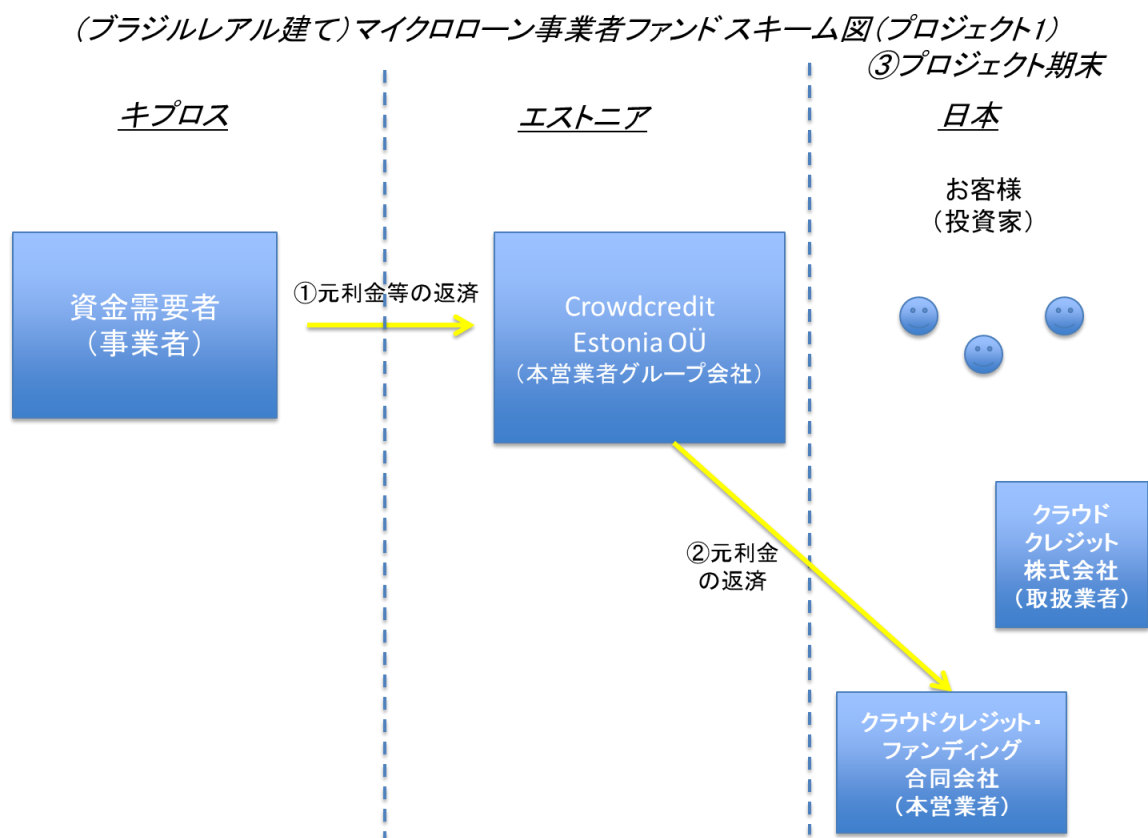 (ブラジルレアル建て)マイクロローン事業者ファンド スキーム図(プロジェクト1)
③プロジェクト期末
キプロス
エストニア
日本
お客様
(投資家)
資金需要者
(事業者)
①元利金等の返済
Crowdcredit
Estonia OÜ
(本営業者グループ会社)
②元利金
の返済
クラウド
クレジット
株式会社
(取扱業者)
クラウドクレジット・
ファンディング
合同会社
(本営業者)